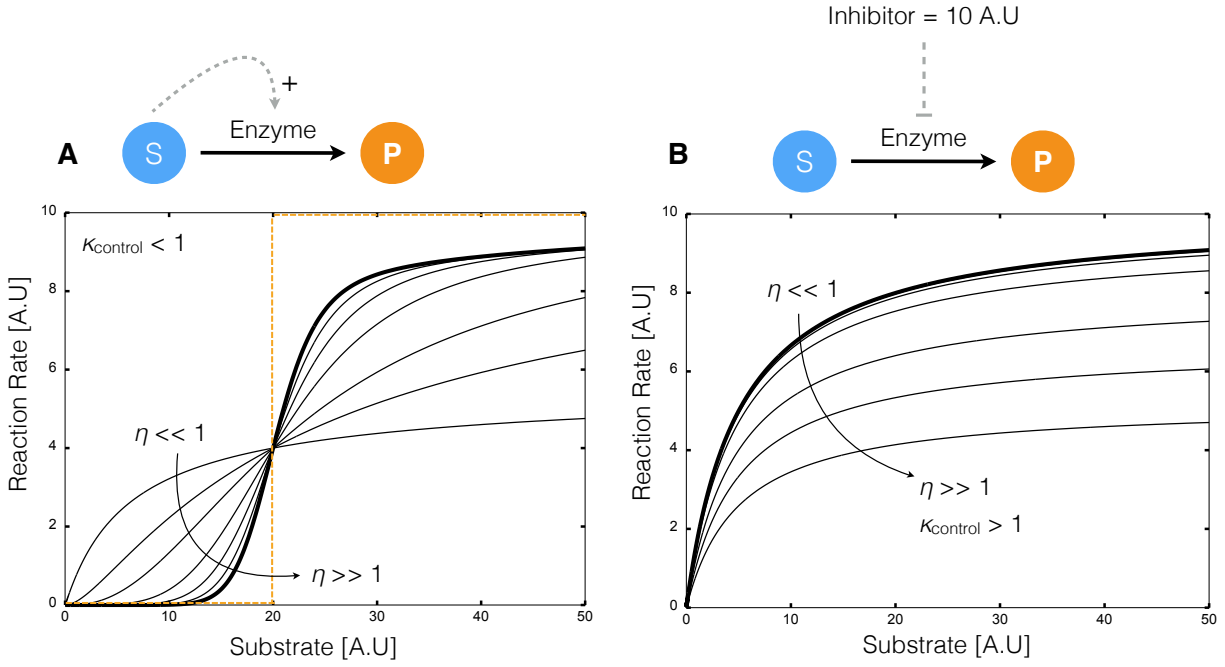 Inhibitor = 10 A.U
+
Enzyme
A
S
P
Enzyme
B
S
P
10
8
6
4
2
0
Reaction Rate [A.U]
κcontrol < 1
η << 1
η >> 1
0
10
20
30
40
50
Substrate [A.U]
10
8
6
4
2
0
Reaction Rate [A.U]
η << 1
η >> 1
κcontrol > 1
0
10
20
30
40
50
Substrate [A.U]